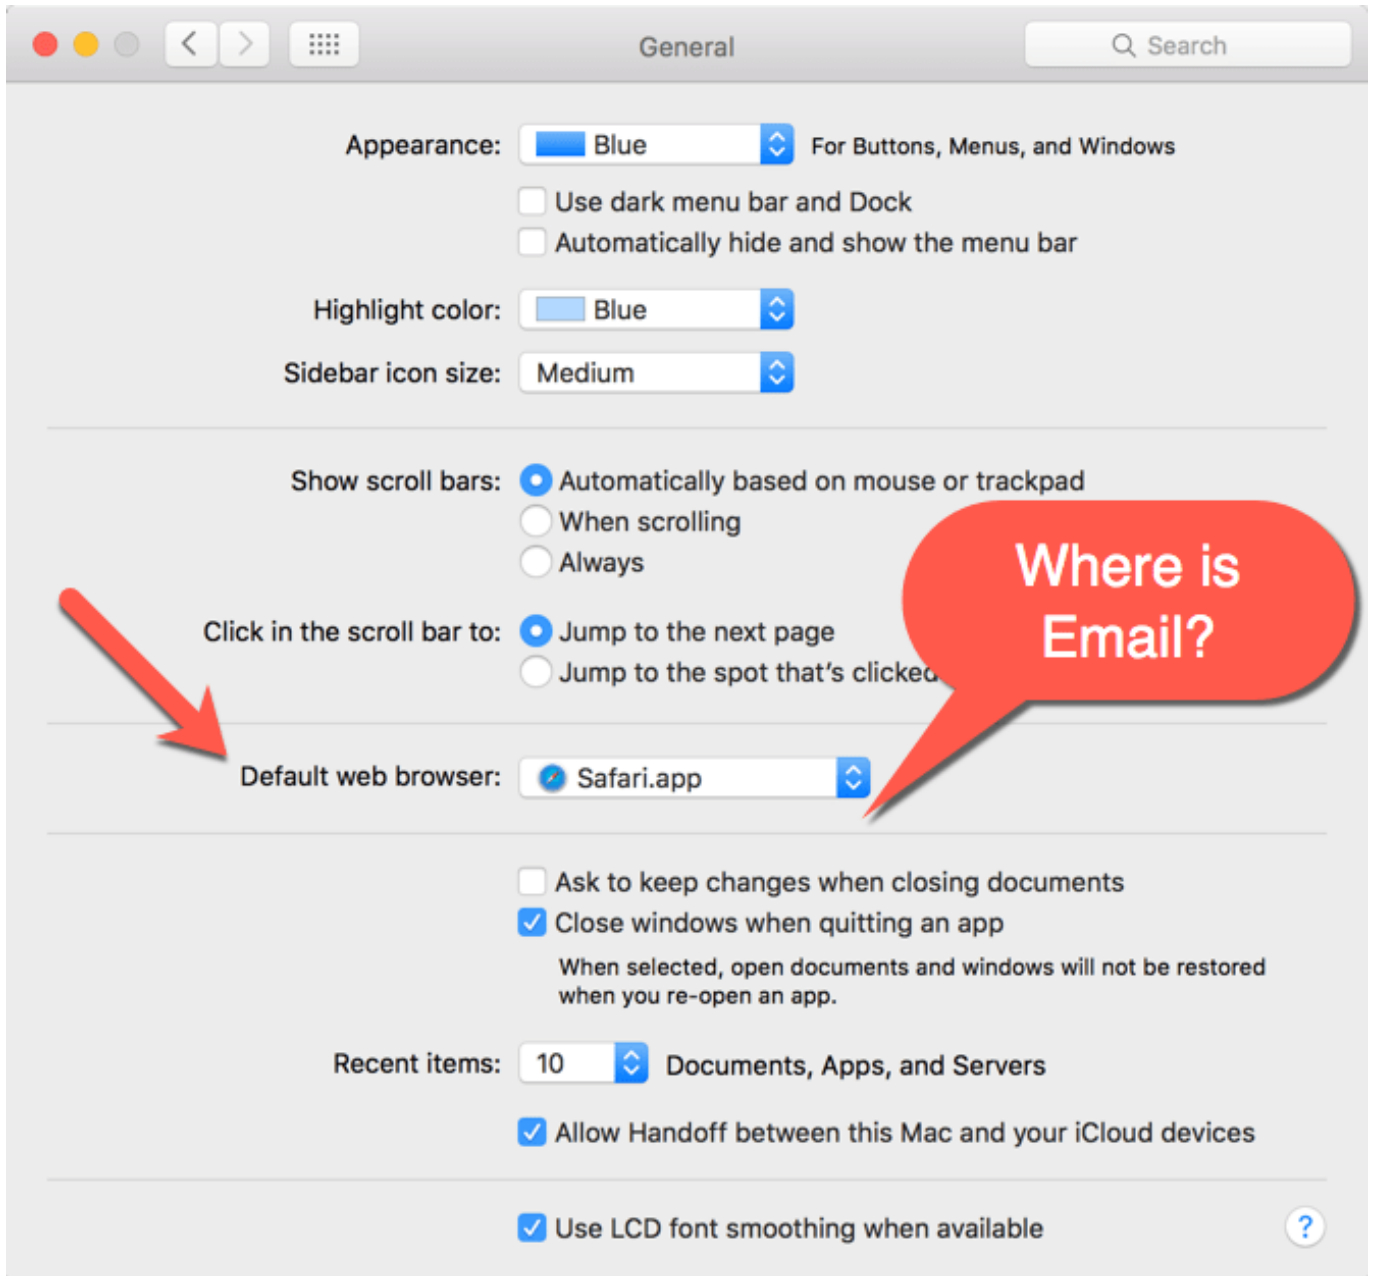 General
Search
Appearance: Blue For Buttons, Menus, and Windows
Use dark menu bar and Dock
Automatically hide and show the menu bar
Highlight color: Blue
Sidebar icon size: Medium
Show scroll bars: Automatically based on mouse or trackpad
When scrolling
Always
Where is
Email?
Click in the scroll bar to: Jump to the next page
Jump to the spot that's clicked
Default web browser: Safari.app
Ask to keep changes when closing documents
Close windows when quitting an app
When selected, open documents and windows will not be restored
when you re-open an app.
Recent items: 10 Documents, Apps, and Servers
Allow Handoff between this Mac and your iCloud devices
Use LCD font smoothing when available
?